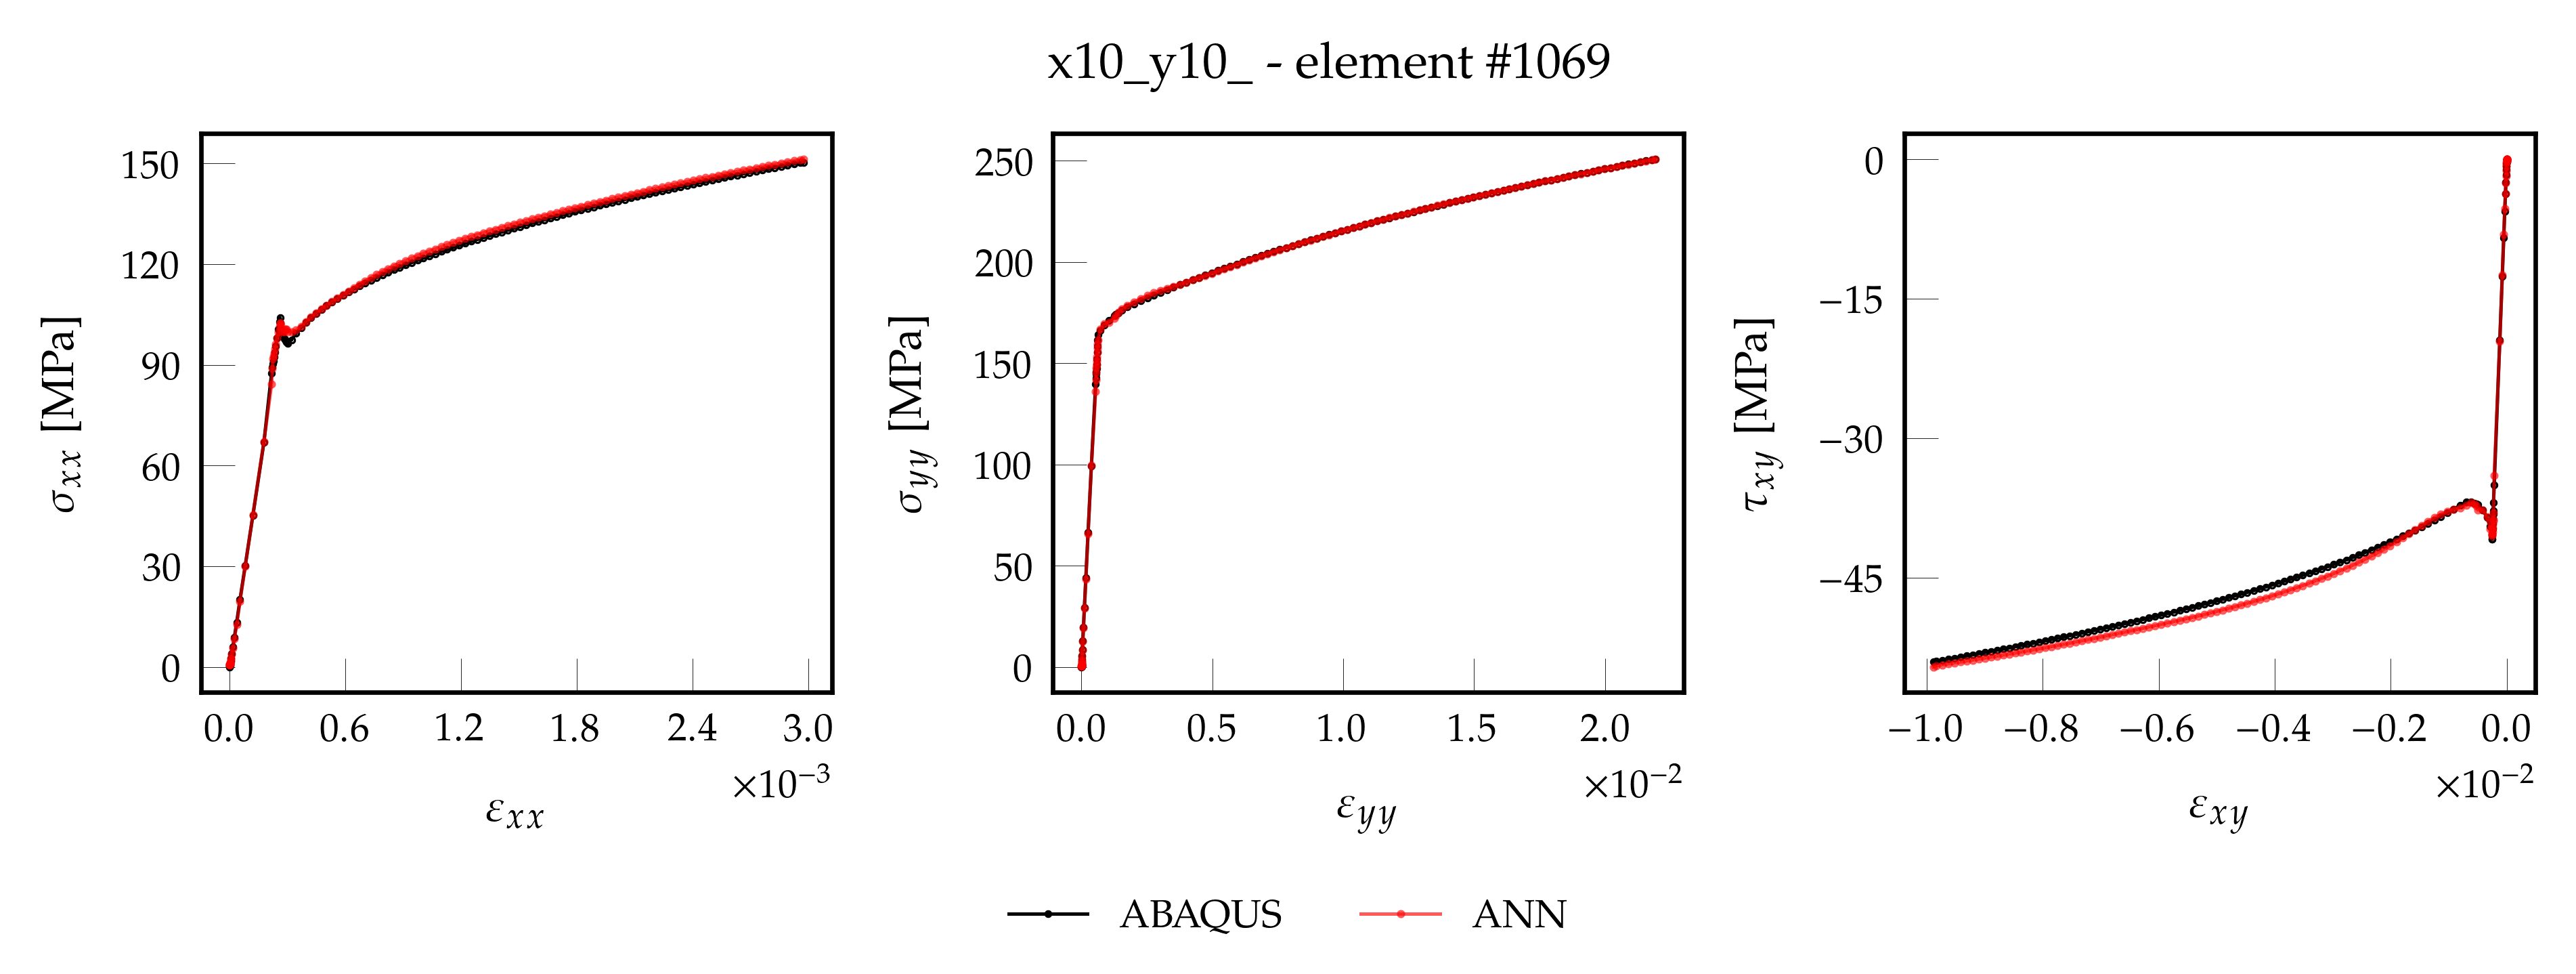 x10_y10_ - element #1069
σxx [MPa]
150
120
90
60
30
0
0.0 0.6 1.2 1.8 2.4 3.0
×10−3
εxx
σyy [MPa]
250
200
150
100
50
0
0.0 0.5 1.0 1.5 2.0
×10−2
εyy
τxy [MPa]
0
−15
−30
−45
−1.0 −0.8 −0.6 −0.4 −0.2 0.0
×10−2
εxy
ABAQUS ANN